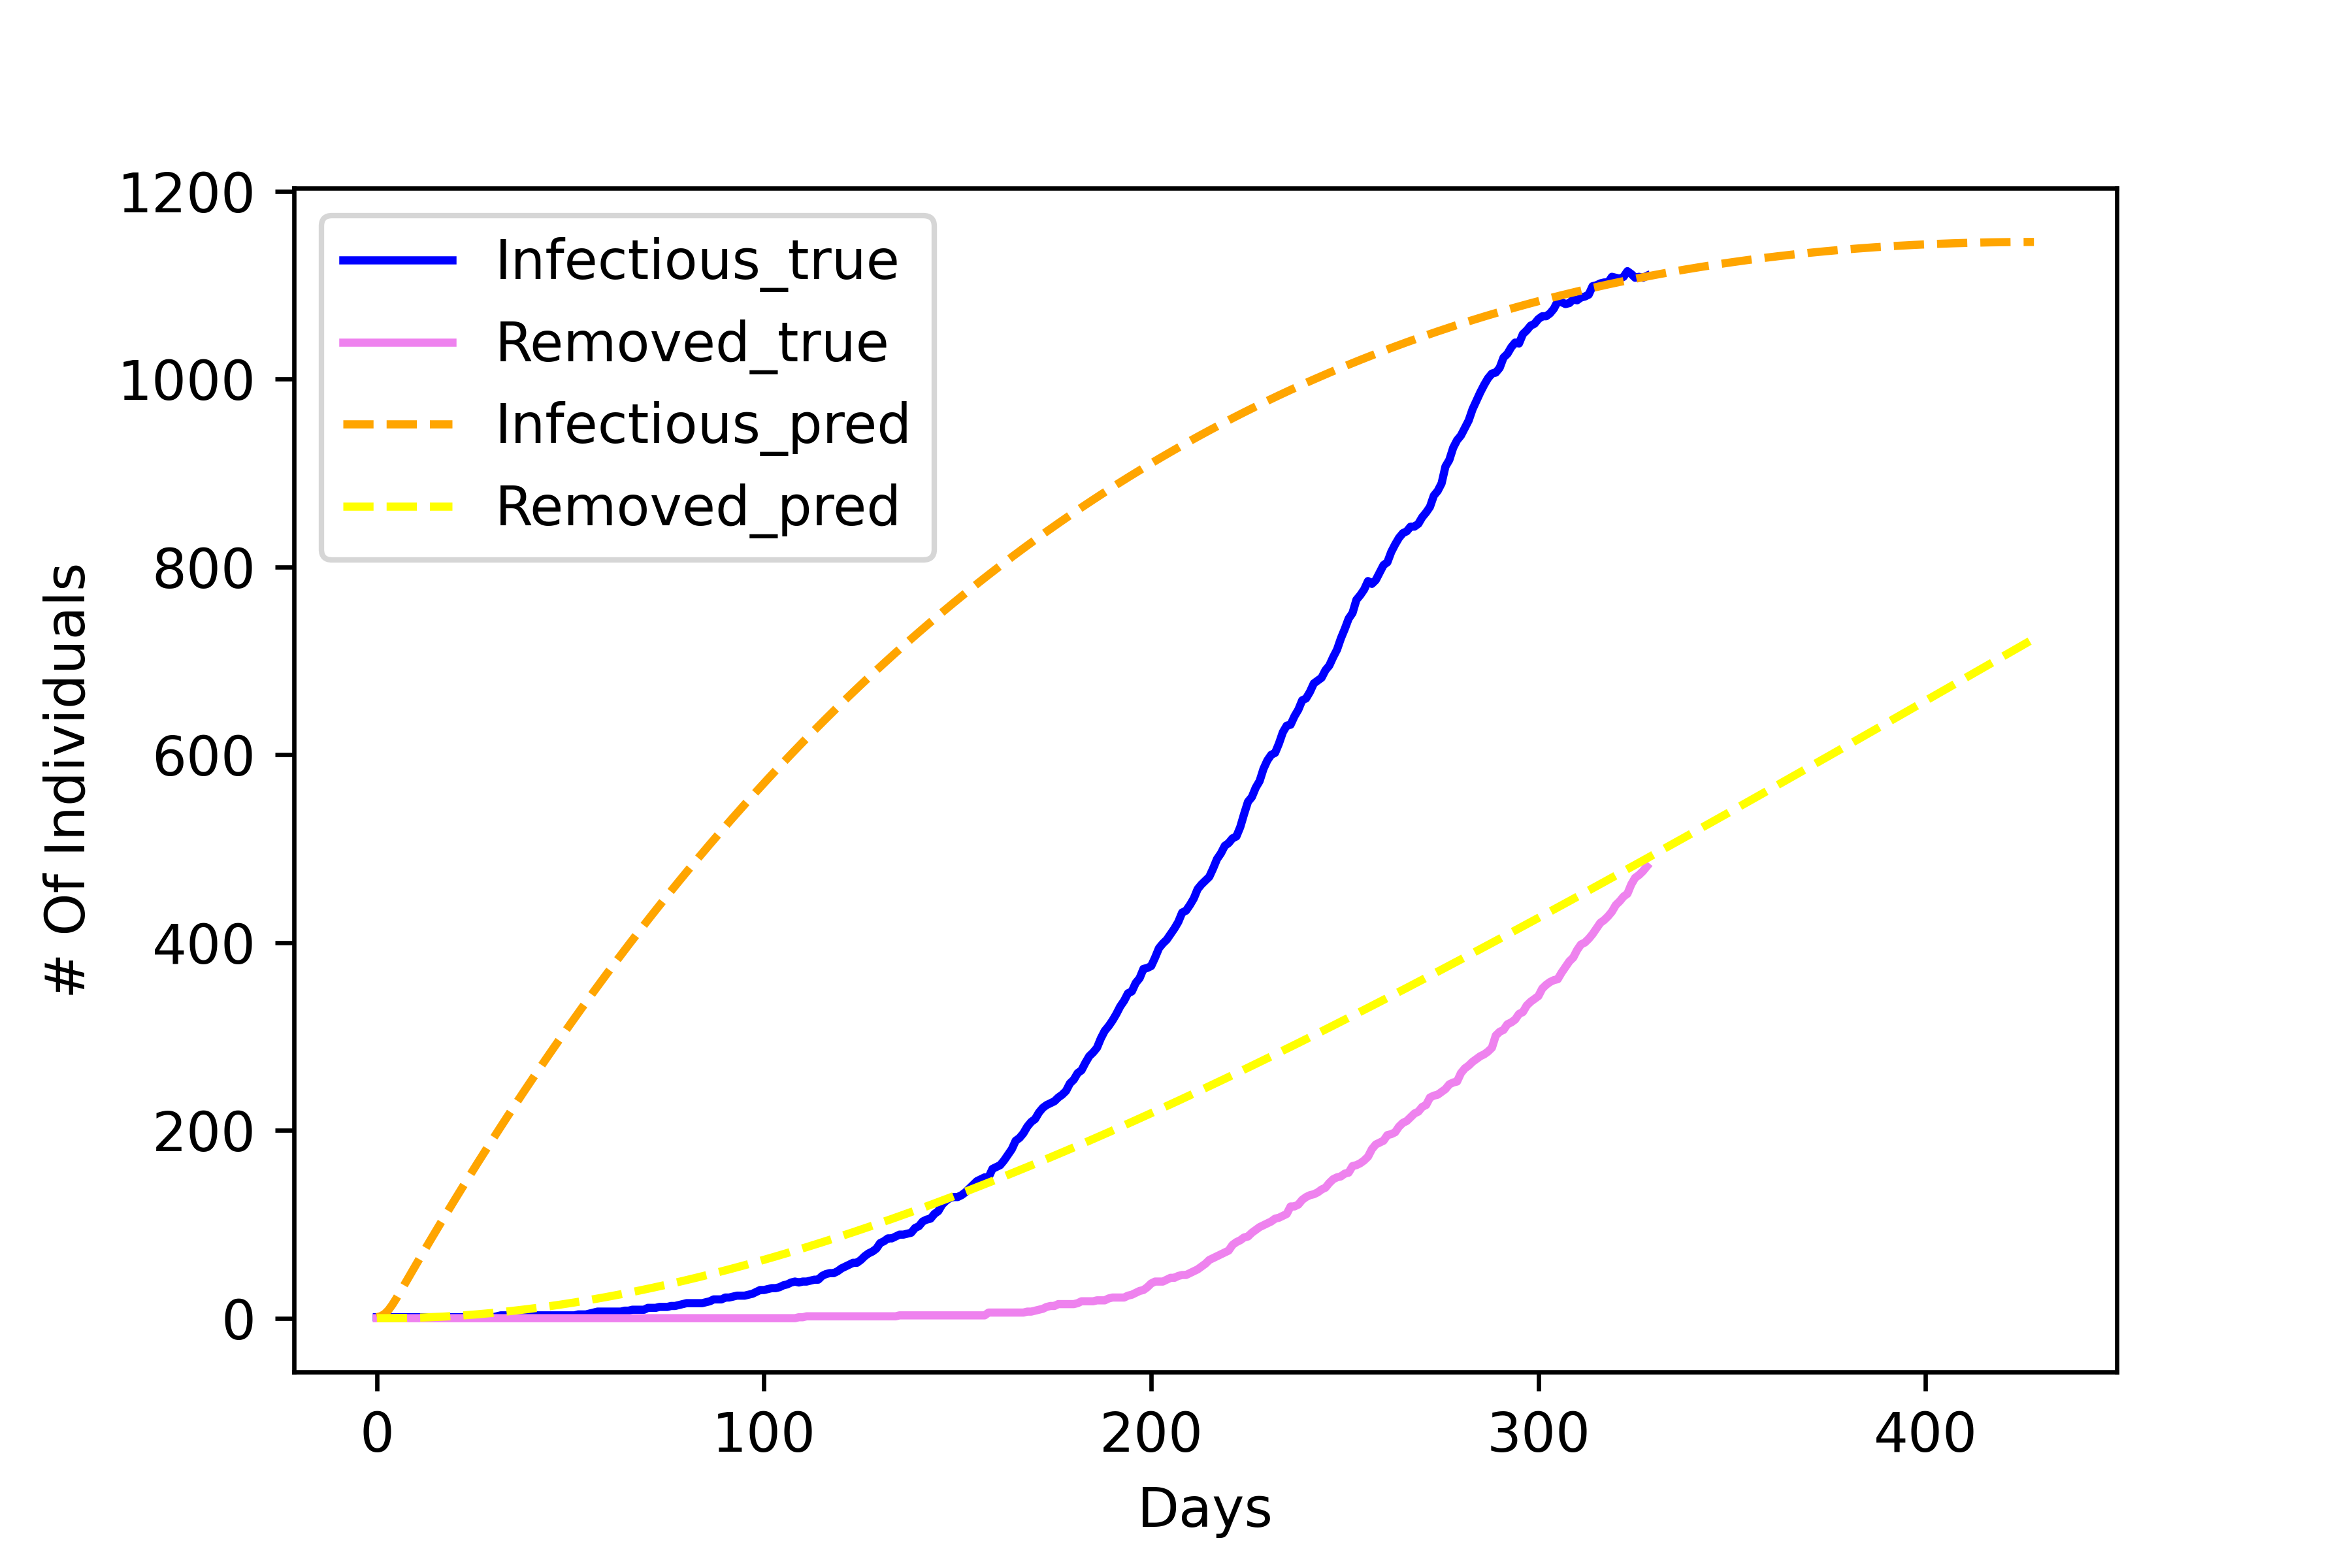 1200
1000
800
600
400
200
0
# Of Individuals
Infectious_true
Removed_true
Infectious_pred
Removed_pred
0 100 200 300 400
Days